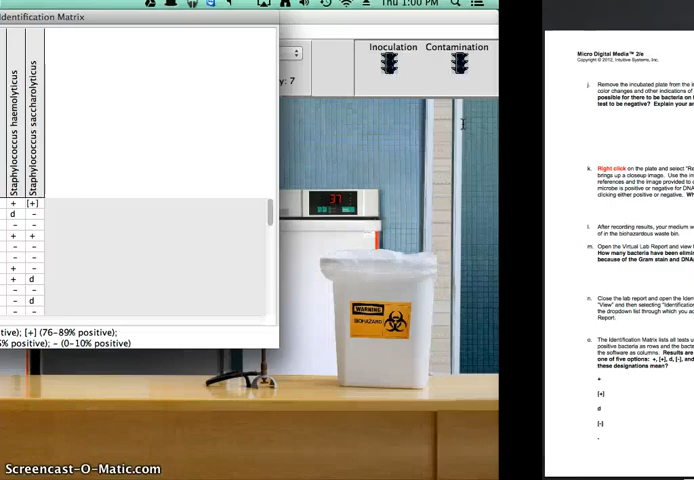 Thu 1:00 PM
Identification Matrix
Inoculation Contamination
y: 7
Staphylococcus haemolyticus
Staphylococcus saccharolyticus
+ [+]
d -
- -
+ +
- -
- -
+ -
+ d
- -
- d
- -
tive); [+] (76-89% positive);
% positive); - (0-10% positive)
37
WARNING
BIOHAZARD
Screencast-O-Matic.com
Micro Digital Media™ 2/e
Copyright © 2012, Intuitive Systems, Inc.
j. Remove the incubated plate from the in
color changes and other indications of
possible for there to be bacteria on t
test to be negative? Explain your an
k. Right click on the plate and select "Re
brings up a closeup image. Use the im
references and the image provided to d
microbe is positive or negative for DNA
clicking either positive or negative. Wh
l. After recording results, your medium w
of in the biohazardous waste bin.
m. Open the Virtual Lab Report and view t
How many bacteria have been elimin
because of the Gram stain and DNA
n. Close the lab report and open the Iden
"View" and then selecting "Identification
the dropdown list through which you ac
Report.
o. The Identification Matrix lists all tests u
positive bacteria as rows and the bacte
the software as columns. Results are
one of five options: +, [+], d, [-], and
these designations mean?
+
[+]
d
[-]
-